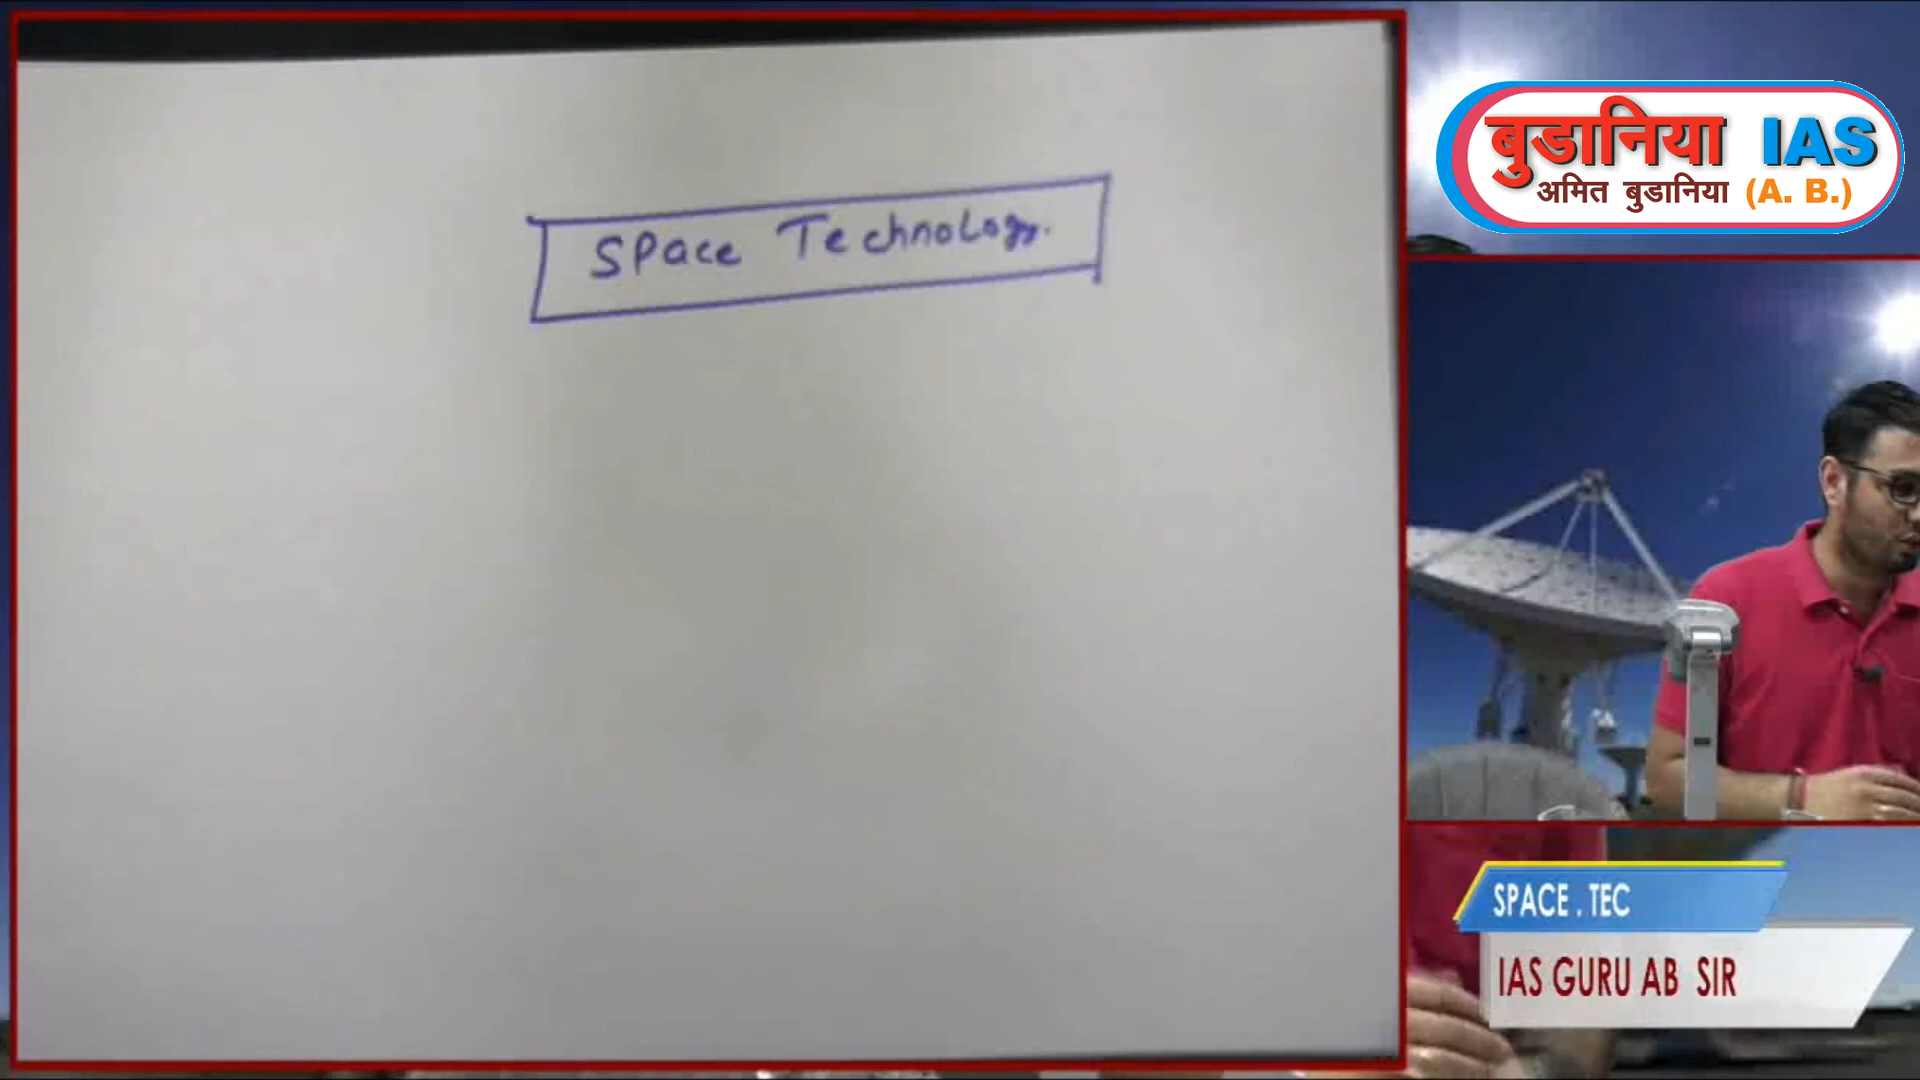 Space Technology.
बुडानिया IAS
अमित बुडानिया (A. B.)
SPACE . TEC
IAS GURU AB SIR